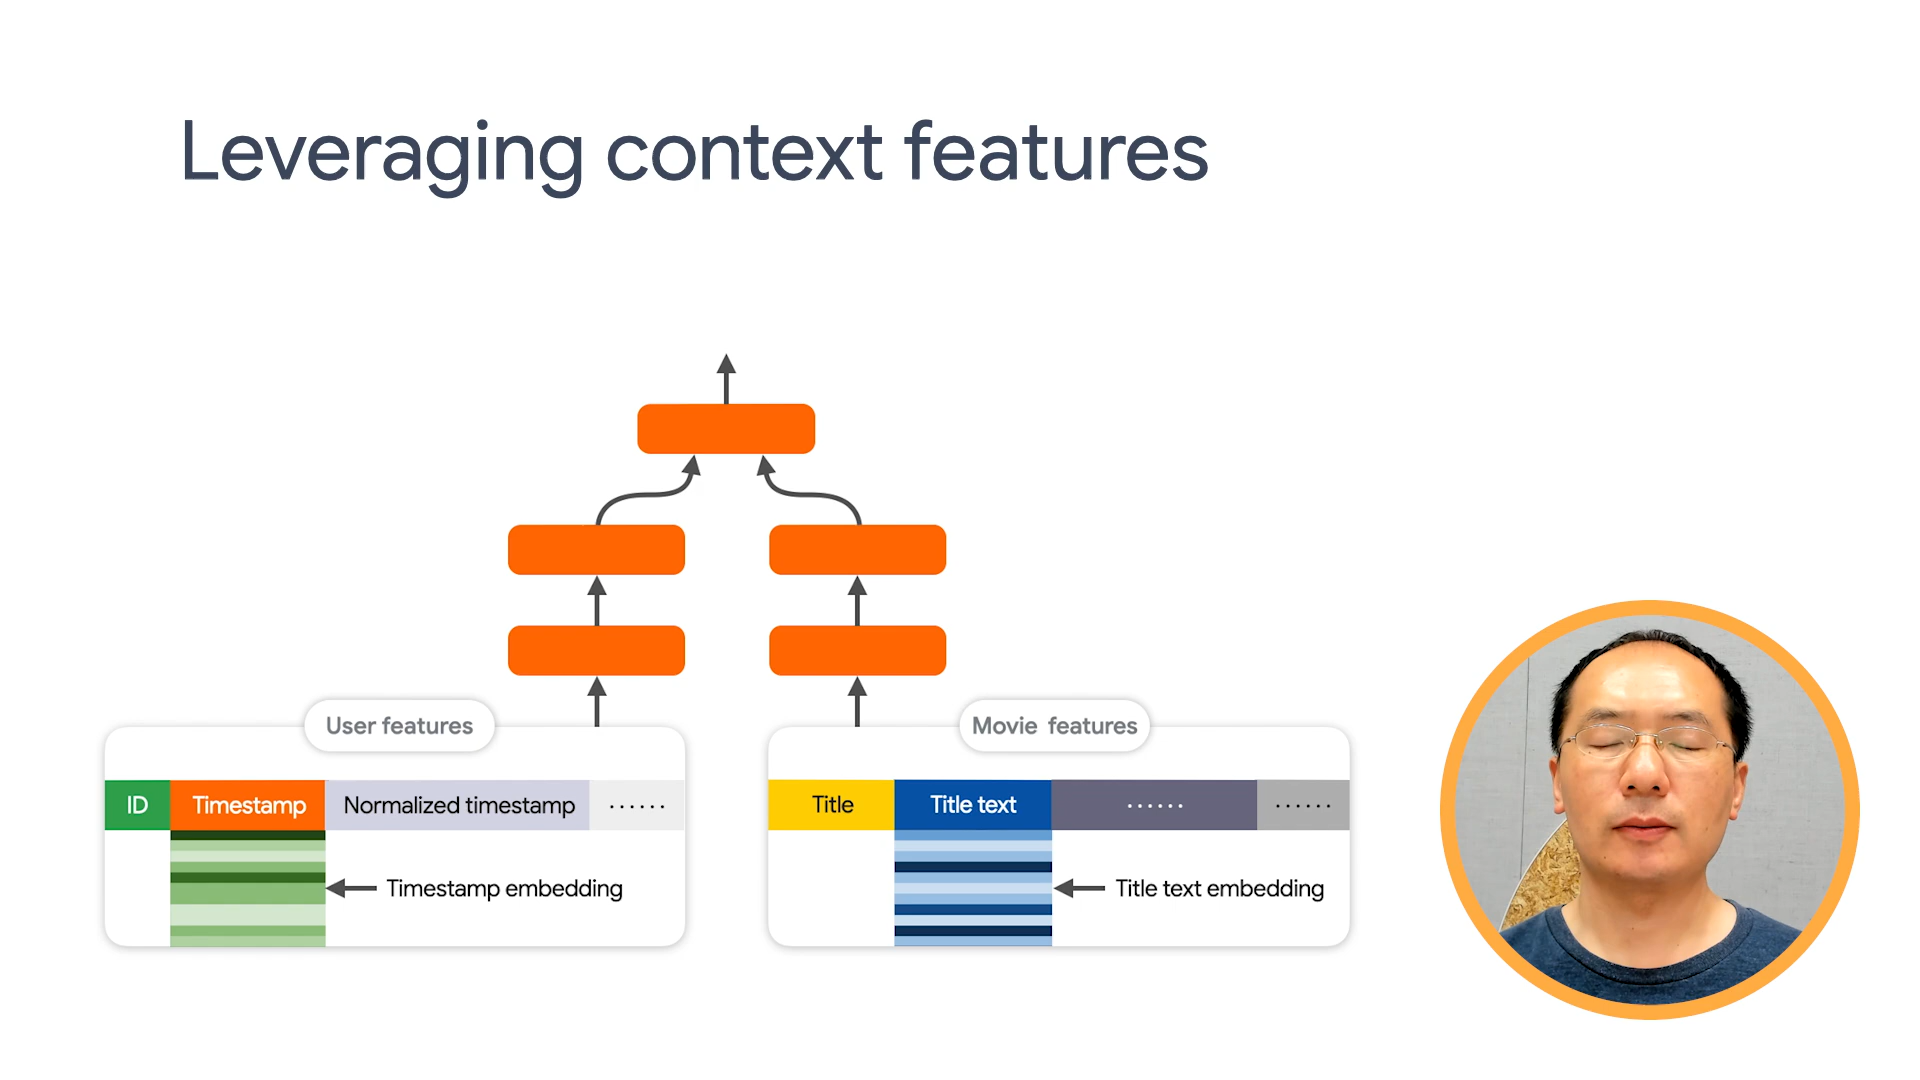 Leveraging context features
User features
Movie features
ID
Timestamp
Normalized timestamp
......
Title
Title text
......
......
Timestamp embedding
Title text embedding